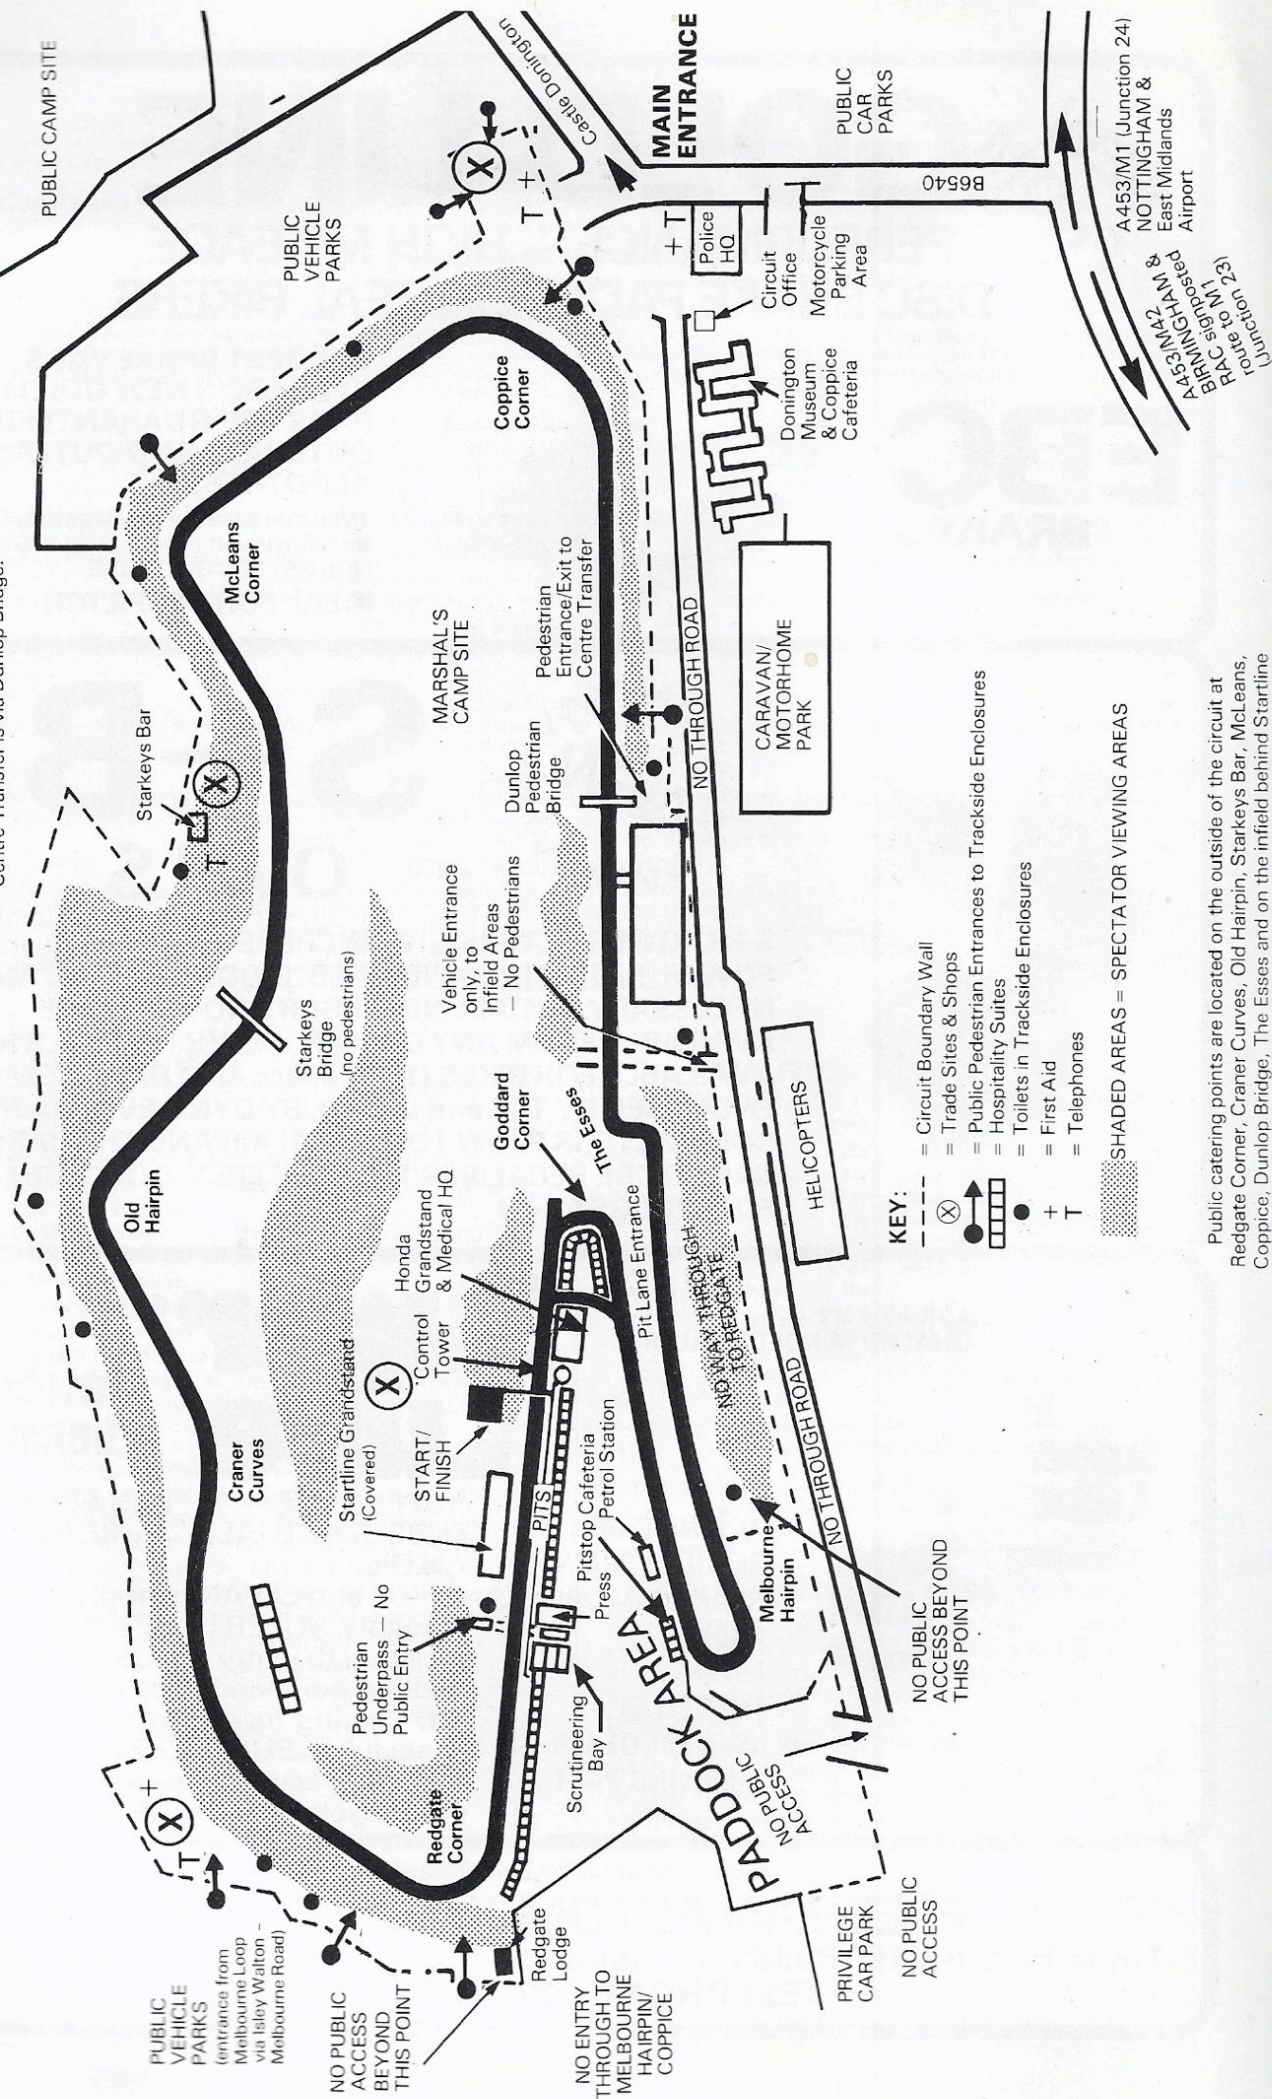 Centre Transfer is via Dunlop Bridge.
PUBLIC CAMP SITE
PUBLIC
VEHICLE
PARKS
Castle Donington
MAIN
ENTRANCE
PUBLIC
CAR
PARKS
B6540
A453/M1 (Junction 24)
NOTTINGHAM &
East Midlands
Airport
A453/M42
BIRMINGHAM &
RAC signposted
route to M1
(Junction 23)
X
+
T
T +
Police
HQ
Circuit
Office
Motorcycle
Parking
Area
Donington
Museum
& Coppice
Cafeteria
Coppice
Corner
McLeans
Corner
MARSHAL'S
CAMP SITE
Pedestrian
Entrance/Exit to
Centre Transfer
NO THROUGH ROAD
CARAVAN/
MOTORHOME
PARK
Starkeys Bar
X
T
Dunlop
Pedestrian
Bridge
Vehicle Entrance
only, to
Infield Areas
— No Pedestrians
Starkeys
Bridge
(no pedestrians)
Old
Hairpin
Goddard
Corner
The Esses
HELICOPTERS
Honda
Grandstand
& Medical HQ
Control
Tower
X
Startline Grandstand
(Covered)
START/
FINISH
PITS
Pit Lane Entrance
NO WAY THROUGH
TO REDGATE
NO THROUGH ROAD
Craner
Curves
Pitstop Cafeteria
Petrol Station
Press
Melbourne
Hairpin
NO PUBLIC
ACCESS BEYOND
THIS POINT
Pedestrian
Underpass — No
Public Entry
Scrutineering
Bay
PADDOCK AREA
NO PUBLIC
ACCESS
Redgate
Corner
X
+
T
PUBLIC
VEHICLE
PARKS
(entrance from
Melbourne Loop
via Isley Walton -
Melbourne Road)
NO PUBLIC
ACCESS
BEYOND
THIS POINT
Redgate
Lodge
NO ENTRY
THROUGH TO
MELBOURNE
HAIRPIN/
COPPICE
PRIVILEGE
CAR PARK
NO PUBLIC
ACCESS
KEY:
= Circuit Boundary Wall
X = Trade Sites & Shops
= Public Pedestrian Entrances to Trackside Enclosures
= Hospitality Suites
= Toilets in Trackside Enclosures
+ = First Aid
T = Telephones
SHADED AREAS = SPECTATOR VIEWING AREAS
Public catering points are located on the outside of the circuit at
Redgate Corner, Craner Curves, Old Hairpin, Starkeys Bar, McLeans,
Coppice, Dunlop Bridge, The Esses and on the infield behind Startline